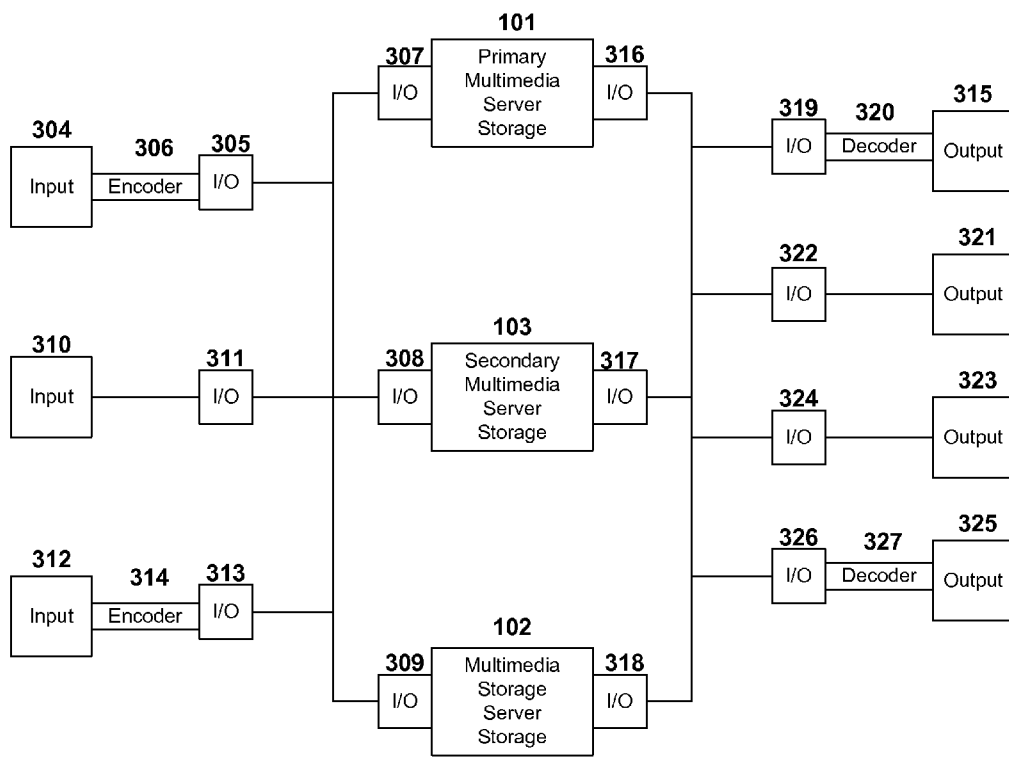 101
307
Primary
Multimedia
Server
Storage
316
I/O
I/O
304
306
305
Input
Encoder
I/O
319
320
315
I/O
Decoder
Output
322
321
I/O
Output
310
311
308
103
317
Input
I/O
I/O
Secondary
Multimedia
Server
Storage
I/O
324
323
I/O
Output
312
314
313
Input
Encoder
I/O
326
327
325
I/O
Decoder
Output
309
102
318
I/O
Multimedia
Storage
Server
Storage
I/O